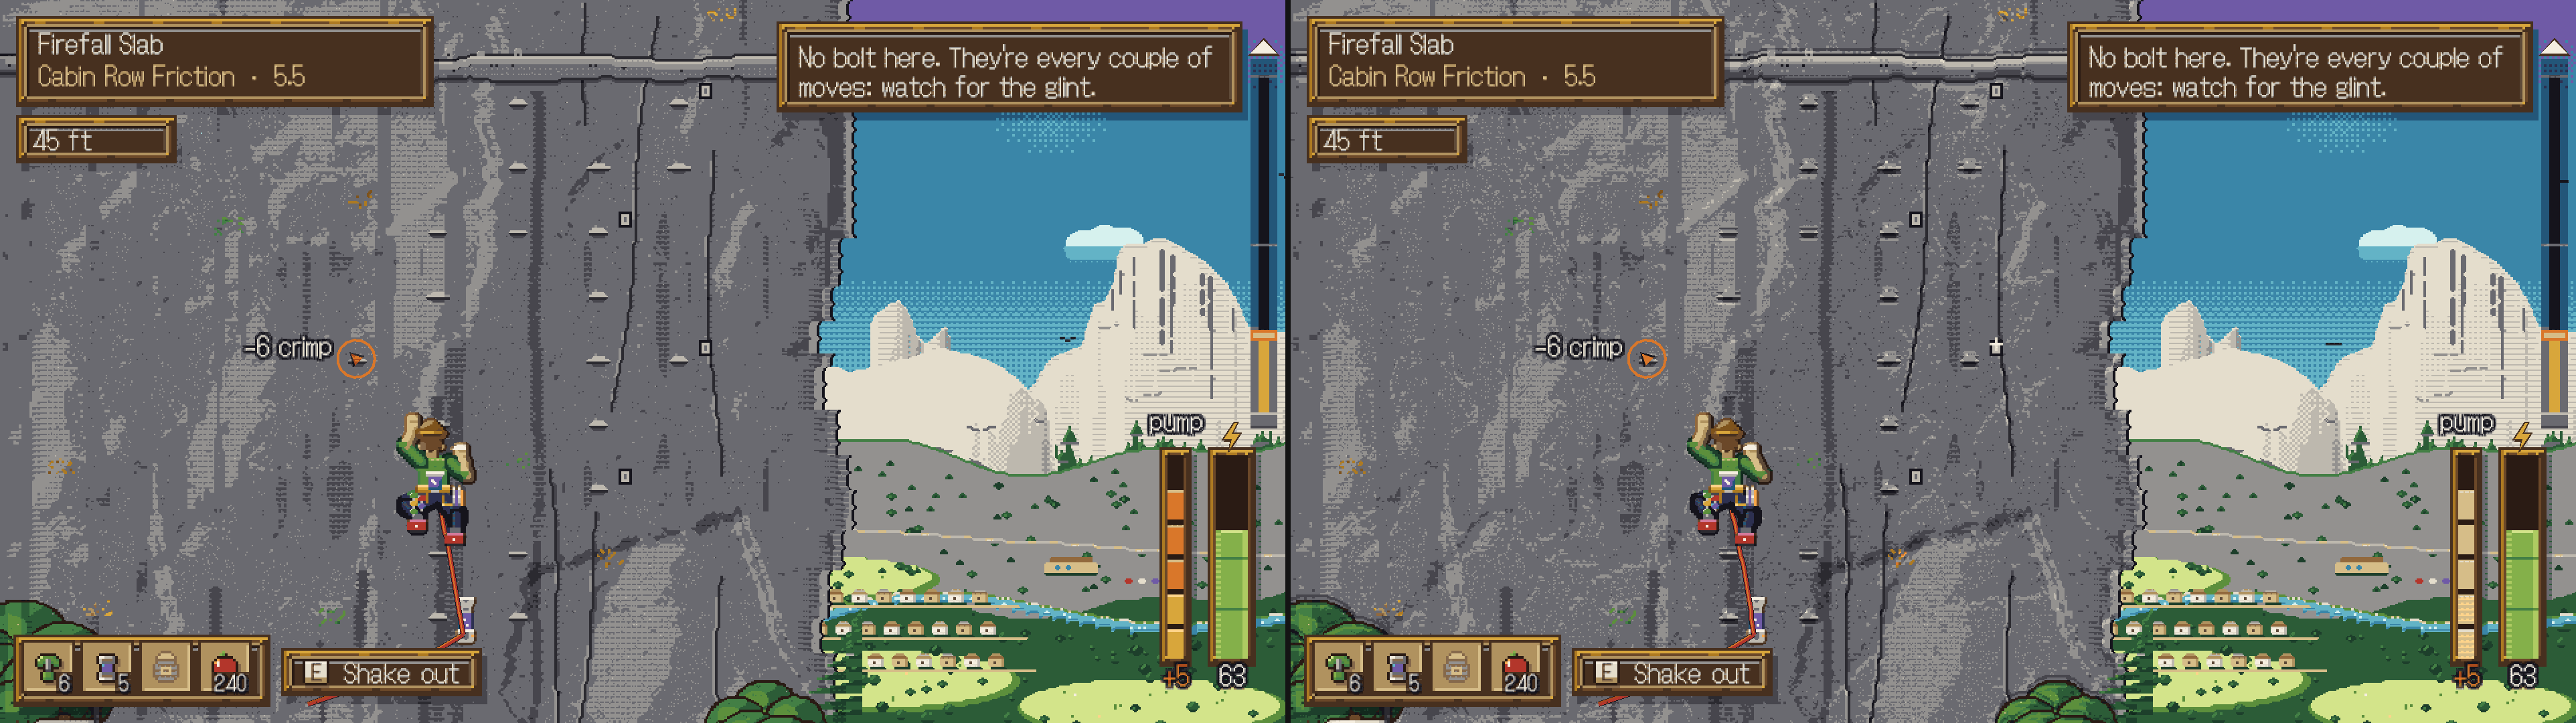 Firefall Slab
Cabin Row Friction · 5.5
45 ft
No bolt here. They're every couple of
moves: watch for the glint.
-6 crimp
pump
6
5
240
E Shake out
+5
63
Firefall Slab
Cabin Row Friction · 5.5
45 ft
No bolt here. They're every couple of
moves: watch for the glint.
-6 crimp
pump
6
5
240
E Shake out
+5
63